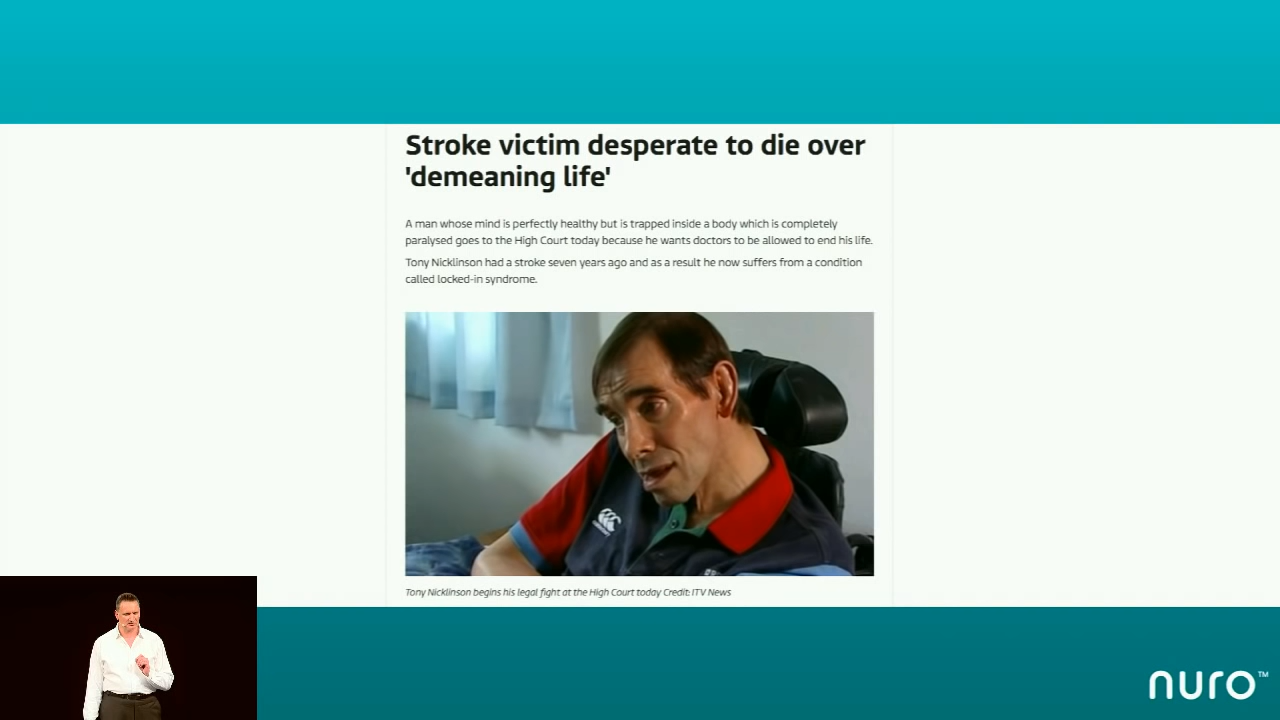 Stroke victim desperate to die over
'demeaning life'
A man whose mind is perfectly healthy but is trapped inside a body which is completely
paralysed goes to the High Court today because he wants doctors to be allowed to end his life.
Tony Nicklinson had a stroke seven years ago and as a result he now suffers from a condition
called locked-in syndrome.
Tony Nicklinson begins his legal fight at the High Court today Credit: ITV News
nuro™